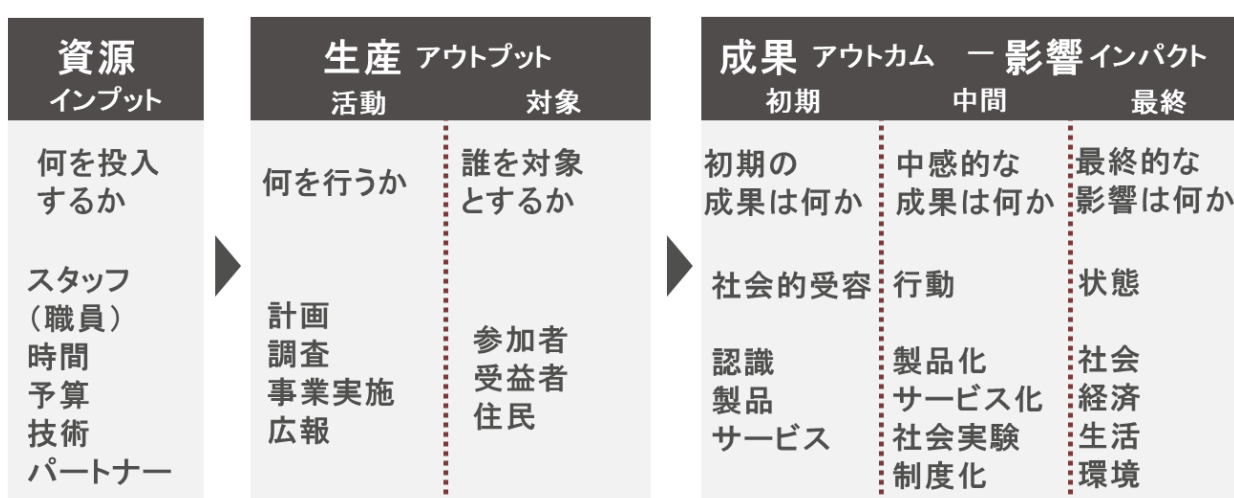 資源
インプット
何を投入
するか
スタッフ
（職員）
時間
予算
技術
パートナー
生産 アウトプット
活動 対象
何を行うか
計画
調査
事業実施
広報
誰を対象
とするか
参加者
受益者
住民
成果 アウトカム ー影響 インパクト
初期 中間 最終
初期の
成果は何か
社会的受容
認識
製品
サービス
中感的な
成果は何か
行動
製品化
サービス化
社会実験
制度化
最終的な
影響は何か
状態
社会
経済
生活
環境